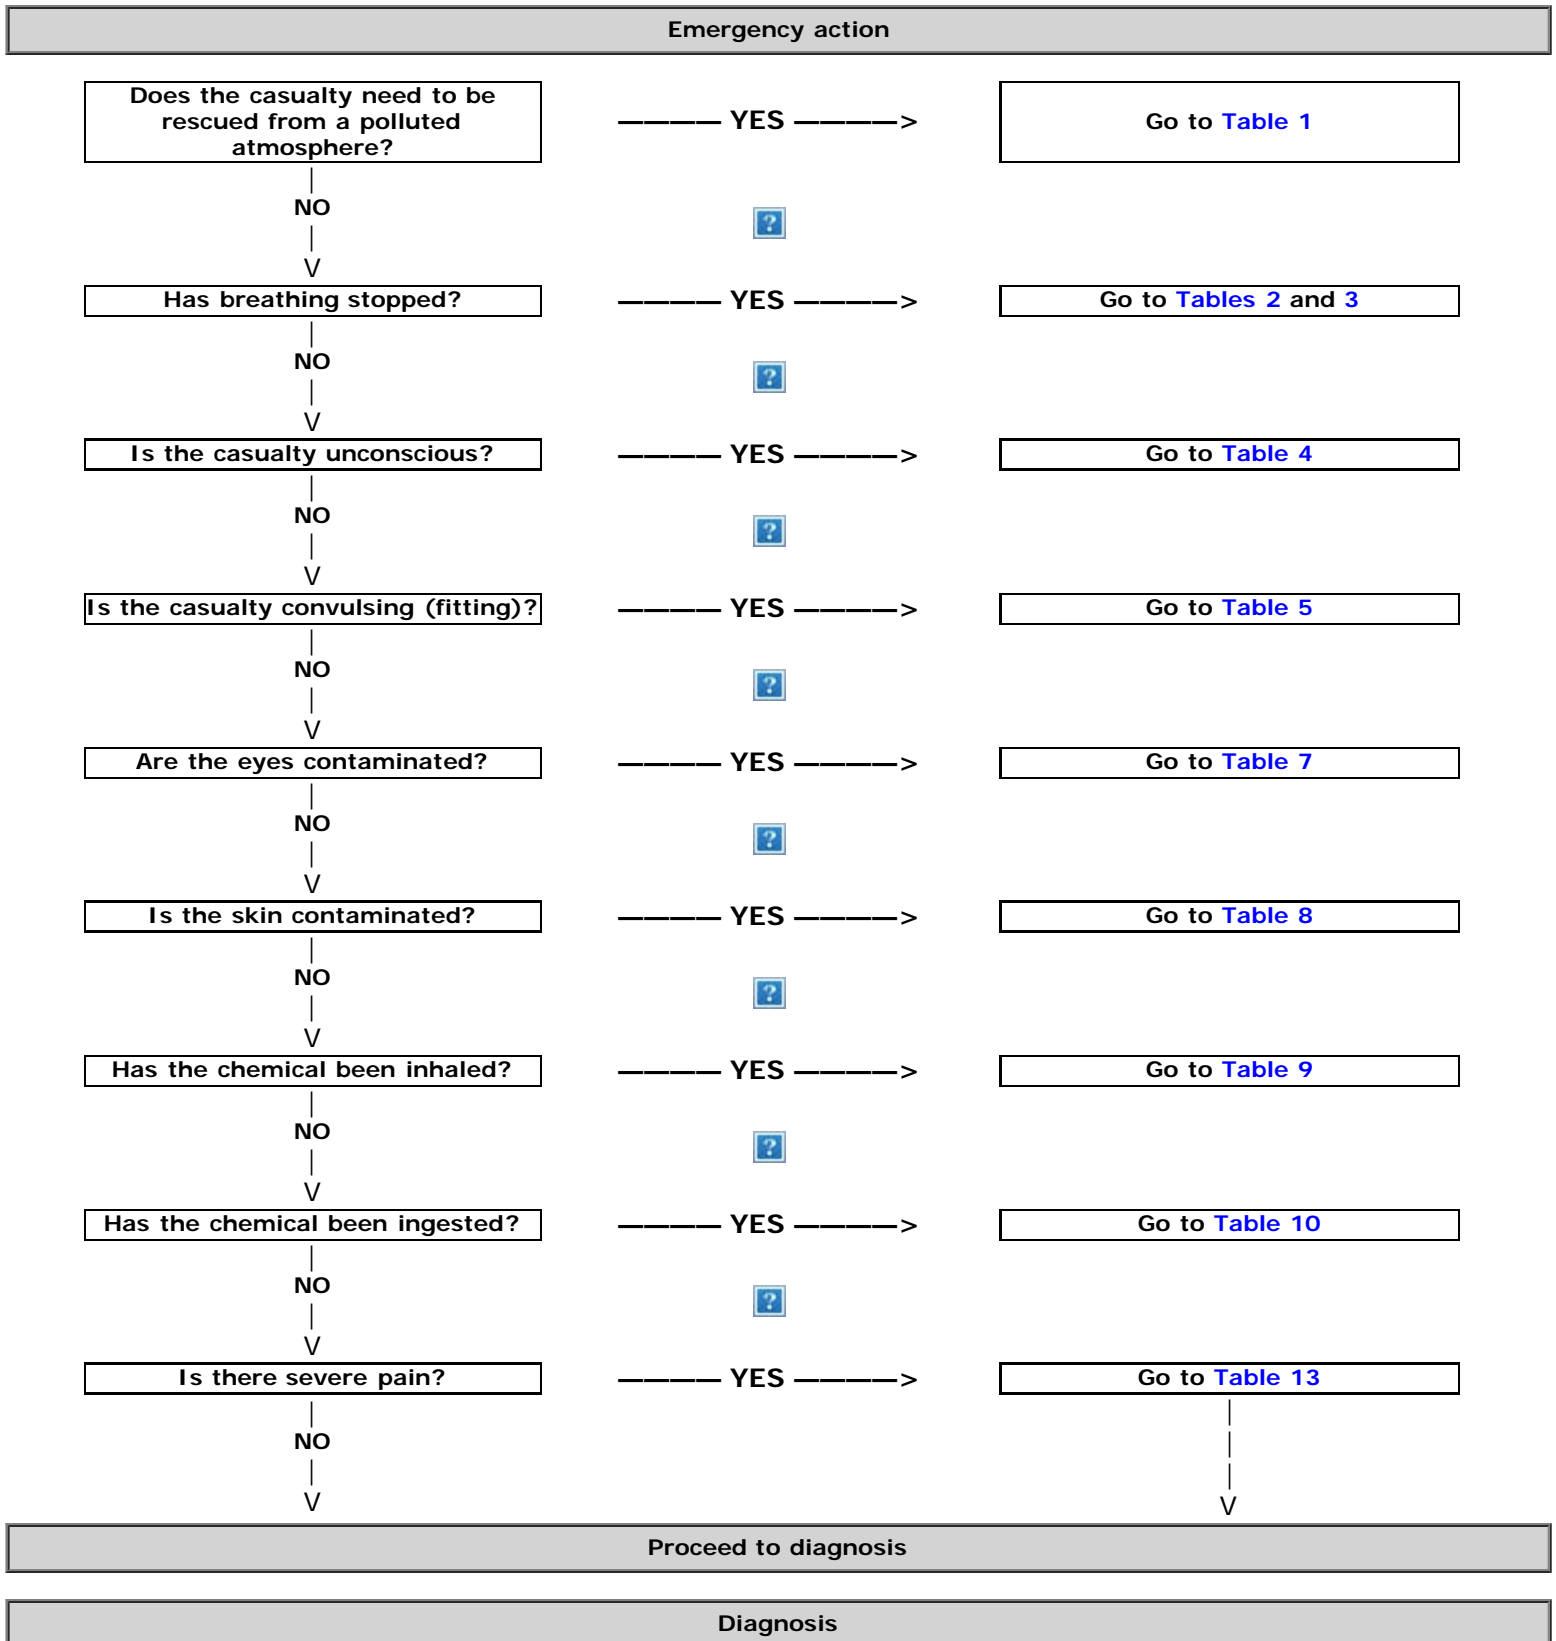 Emergency action
Does the casualty need to be
rescued from a polluted
atmosphere?
———— YES ————>
Go to Table 1
NO
V
Has breathing stopped?
———— YES ————>
Go to Tables 2 and 3
NO
V
Is the casualty unconscious?
———— YES ————>
Go to Table 4
NO
V
Is the casualty convulsing (fitting)?
———— YES ————>
Go to Table 5
NO
V
Are the eyes contaminated?
———— YES ————>
Go to Table 7
NO
V
Is the skin contaminated?
———— YES ————>
Go to Table 8
NO
V
Has the chemical been inhaled?
———— YES ————>
Go to Table 9
NO
V
Has the chemical been ingested?
———— YES ————>
Go to Table 10
NO
V
Is there severe pain?
———— YES ————>
Go to Table 13
NO
V
V
Proceed to diagnosis
Diagnosis